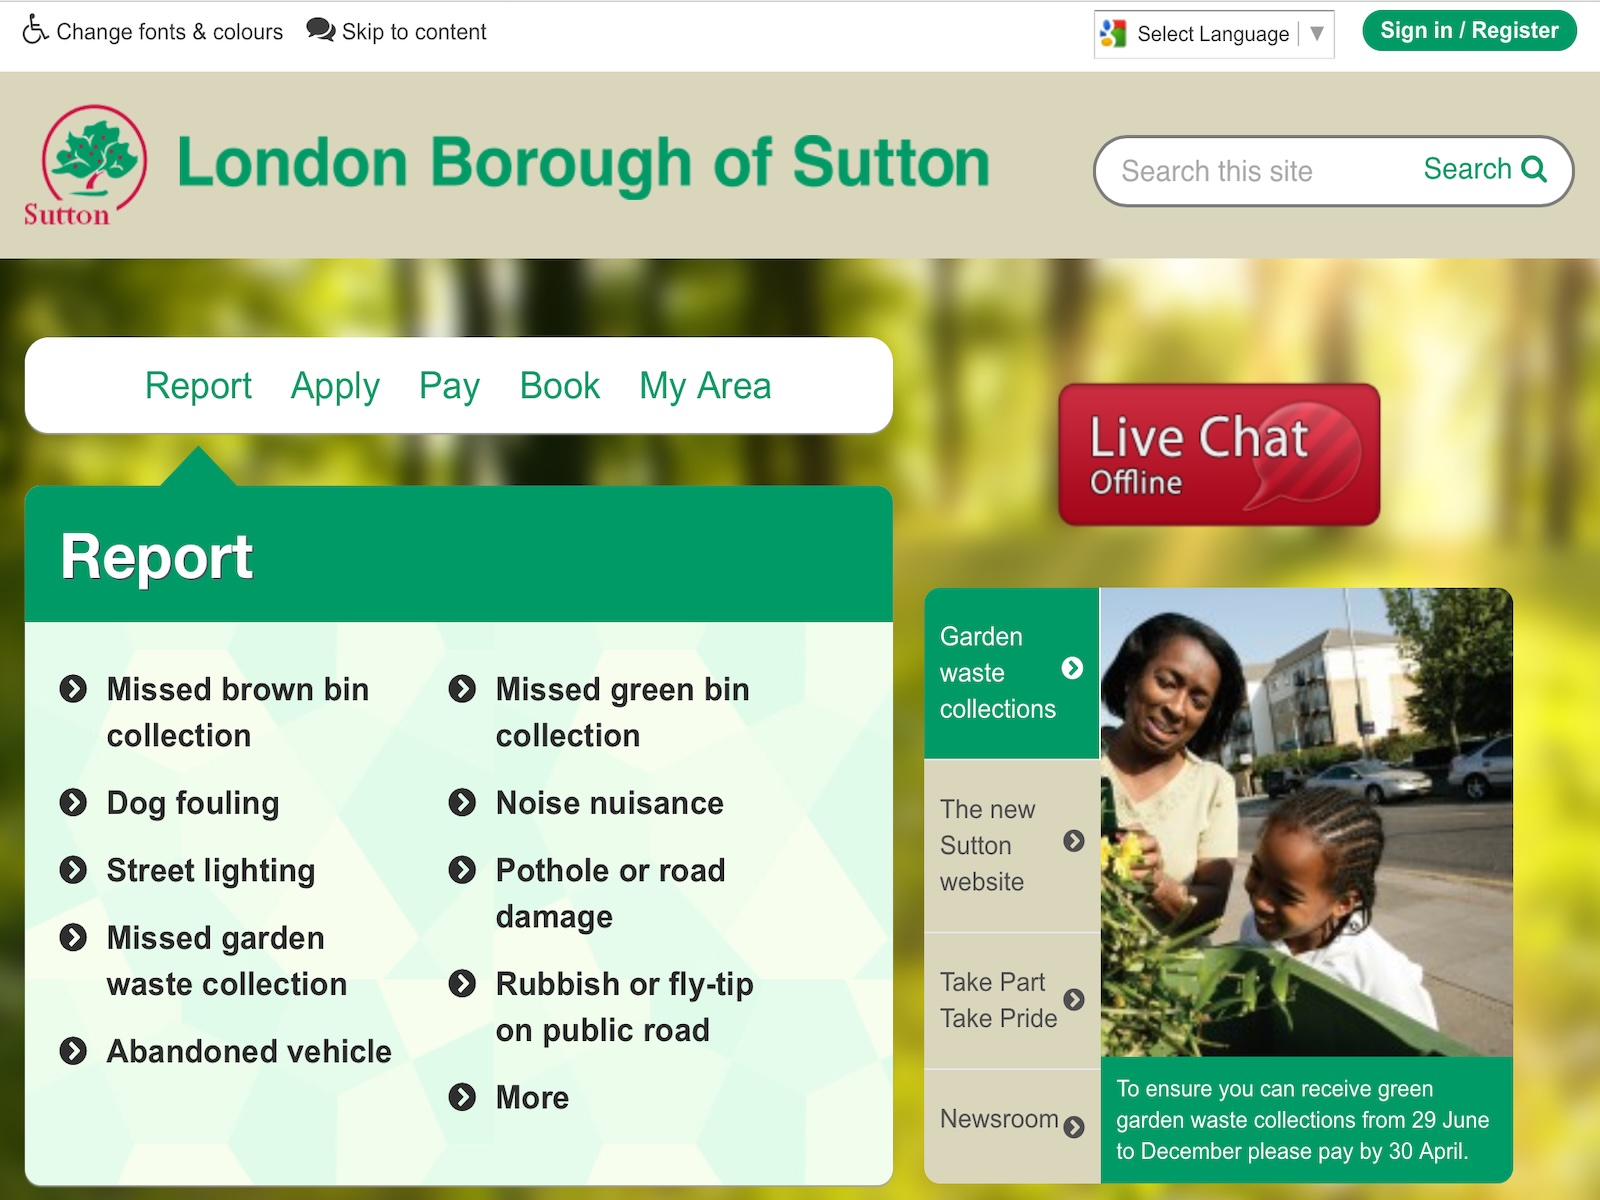 Change fonts & colours
Skip to content
Select Language
Sign in / Register
Sutton
London Borough of Sutton
Search this site
Search
Report
Apply
Pay
Book
My Area
Live Chat
Offline
Report
Missed brown bin
collection
Dog fouling
Street lighting
Missed garden
waste collection
Abandoned vehicle
Missed green bin
collection
Noise nuisance
Pothole or road
damage
Rubbish or fly-tip
on public road
More
Garden
waste
collections
The new
Sutton
website
Take Part
Take Pride
Newsroom
To ensure you can receive green
garden waste collections from 29 June
to December please pay by 30 April.